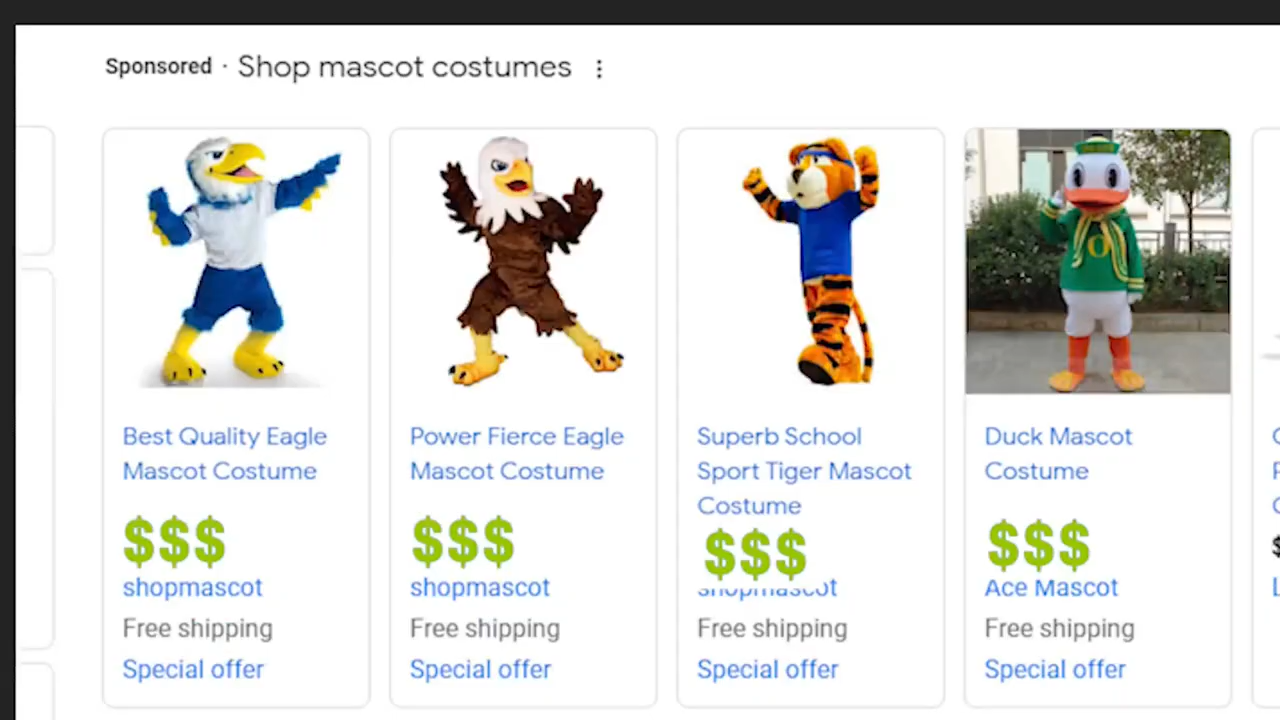 Sponsored · Shop mascot costumes
Best Quality Eagle
Mascot Costume
$$$
shopmascot
Free shipping
Special offer
Power Fierce Eagle
Mascot Costume
$$$
shopmascot
Free shipping
Special offer
Superb School
Sport Tiger Mascot
Costume
$$$
shopmascot
Free shipping
Special offer
O
Duck Mascot
Costume
$$$
Ace Mascot
Free shipping
Special offer